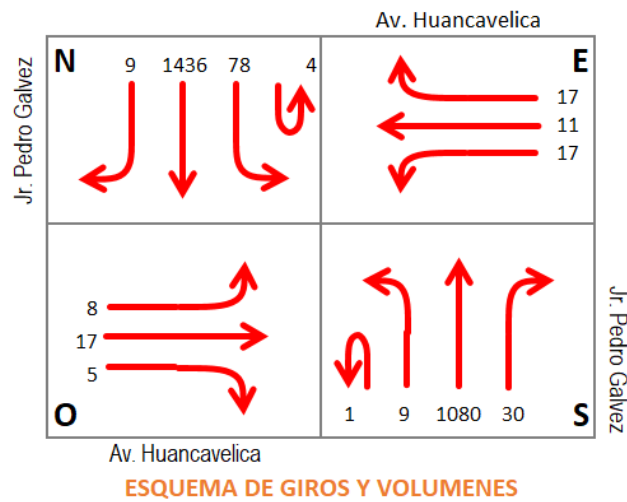 Av. Huancavelica
N 9 1436 78 4
E
Jr. Pedro Galvez
17
11
17
8
17
5
O
Jr. Pedro Galvez
1 9 1080 30 S
Av. Huancavelica
ESQUEMA DE GIROS Y VOLUMENES